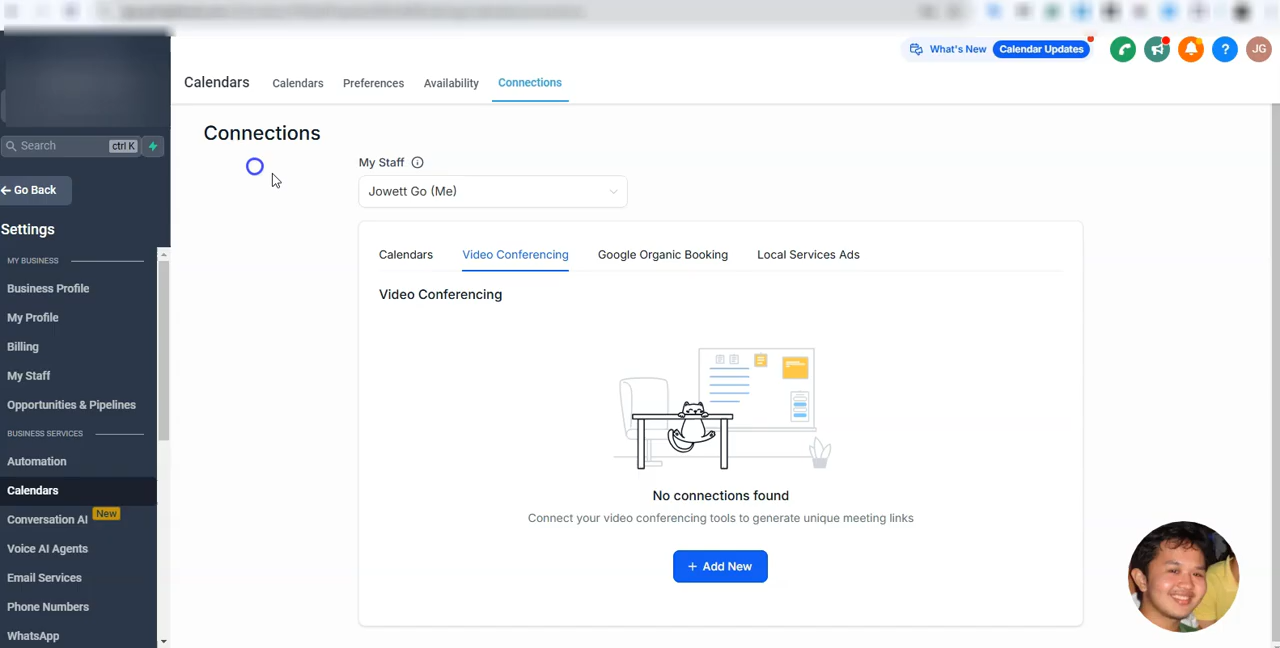 What's New Calendar Updates
JG
Calendars Calendars Preferences Availability Connections
Search ctrl K
Go Back
Settings
MY BUSINESS
Business Profile
My Profile
Billing
My Staff
Opportunities & Pipelines
BUSINESS SERVICES
Automation
Calendars
Conversation AI New
Voice AI Agents
Email Services
Phone Numbers
WhatsApp
Connections
My Staff
Jowett Go (Me)
Calendars Video Conferencing Google Organic Booking Local Services Ads
Video Conferencing
No connections found
Connect your video conferencing tools to generate unique meeting links
+ Add New